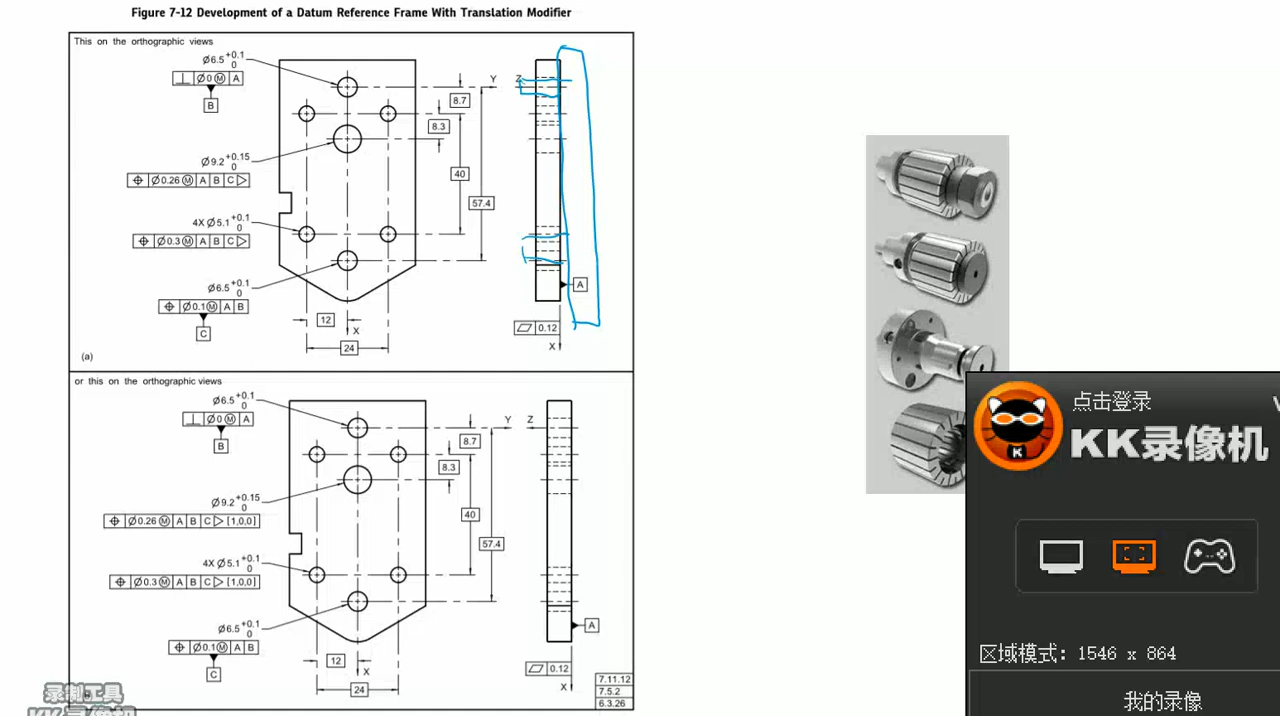 Figure 7-12 Development of a Datum Reference Frame With Translation Modifier
This on the orthographic views
Ø6.5 +0.1 0
⊥ Ø0 Ⓜ A
B
Y
Z
8.7
8.3
Ø9.2 +0.15 0
⌖ Ø0.26 Ⓜ A B C ▷
40
57.4
4X Ø5.1 +0.1 0
⌖ Ø0.3 Ⓜ A B C ▷
Ø6.5 +0.1 0
A
⌖ Ø0.1 Ⓜ A B
C
12
X
24
⏥ 0.12
X
(a)
or this on the orthographic views
Ø6.5 +0.1 0
⊥ Ø0 Ⓜ A
B
Y
Z
8.7
8.3
Ø9.2 +0.15 0
⌖ Ø0.26 Ⓜ A B C ▷ [1,0,0]
40
57.4
4X Ø5.1 +0.1 0
⌖ Ø0.3 Ⓜ A B C ▷ [1,0,0]
Ø6.5 +0.1 0
A
⌖ Ø0.1 Ⓜ A B
C
12
X
24
⏥ 0.12
X
7.11.12
7.5.2
6.3.26
录制工具
KK录像机
点击登录
KK录像机
K
区域模式: 1546 x 864
我的录像